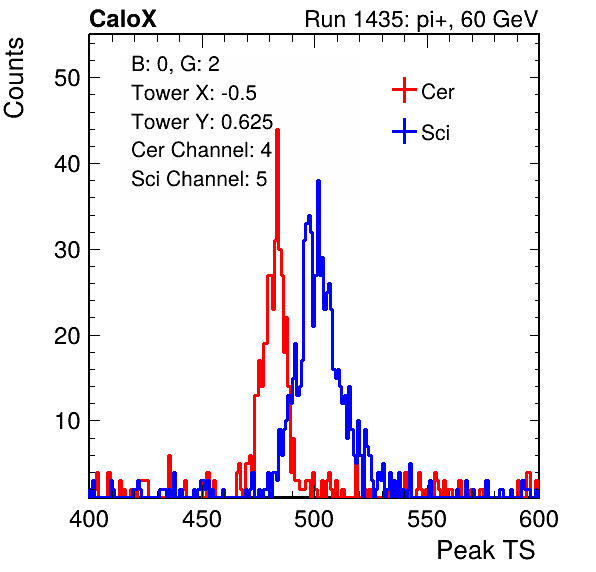 CaloX Run 1435: pi+, 60 GeV
Counts
B: 0, G: 2
Tower X: -0.5
Tower Y: 0.625
Cer Channel: 4
Sci Channel: 5
Cer
Sci
50
40
30
20
10
400 450 500 550 600
Peak TS